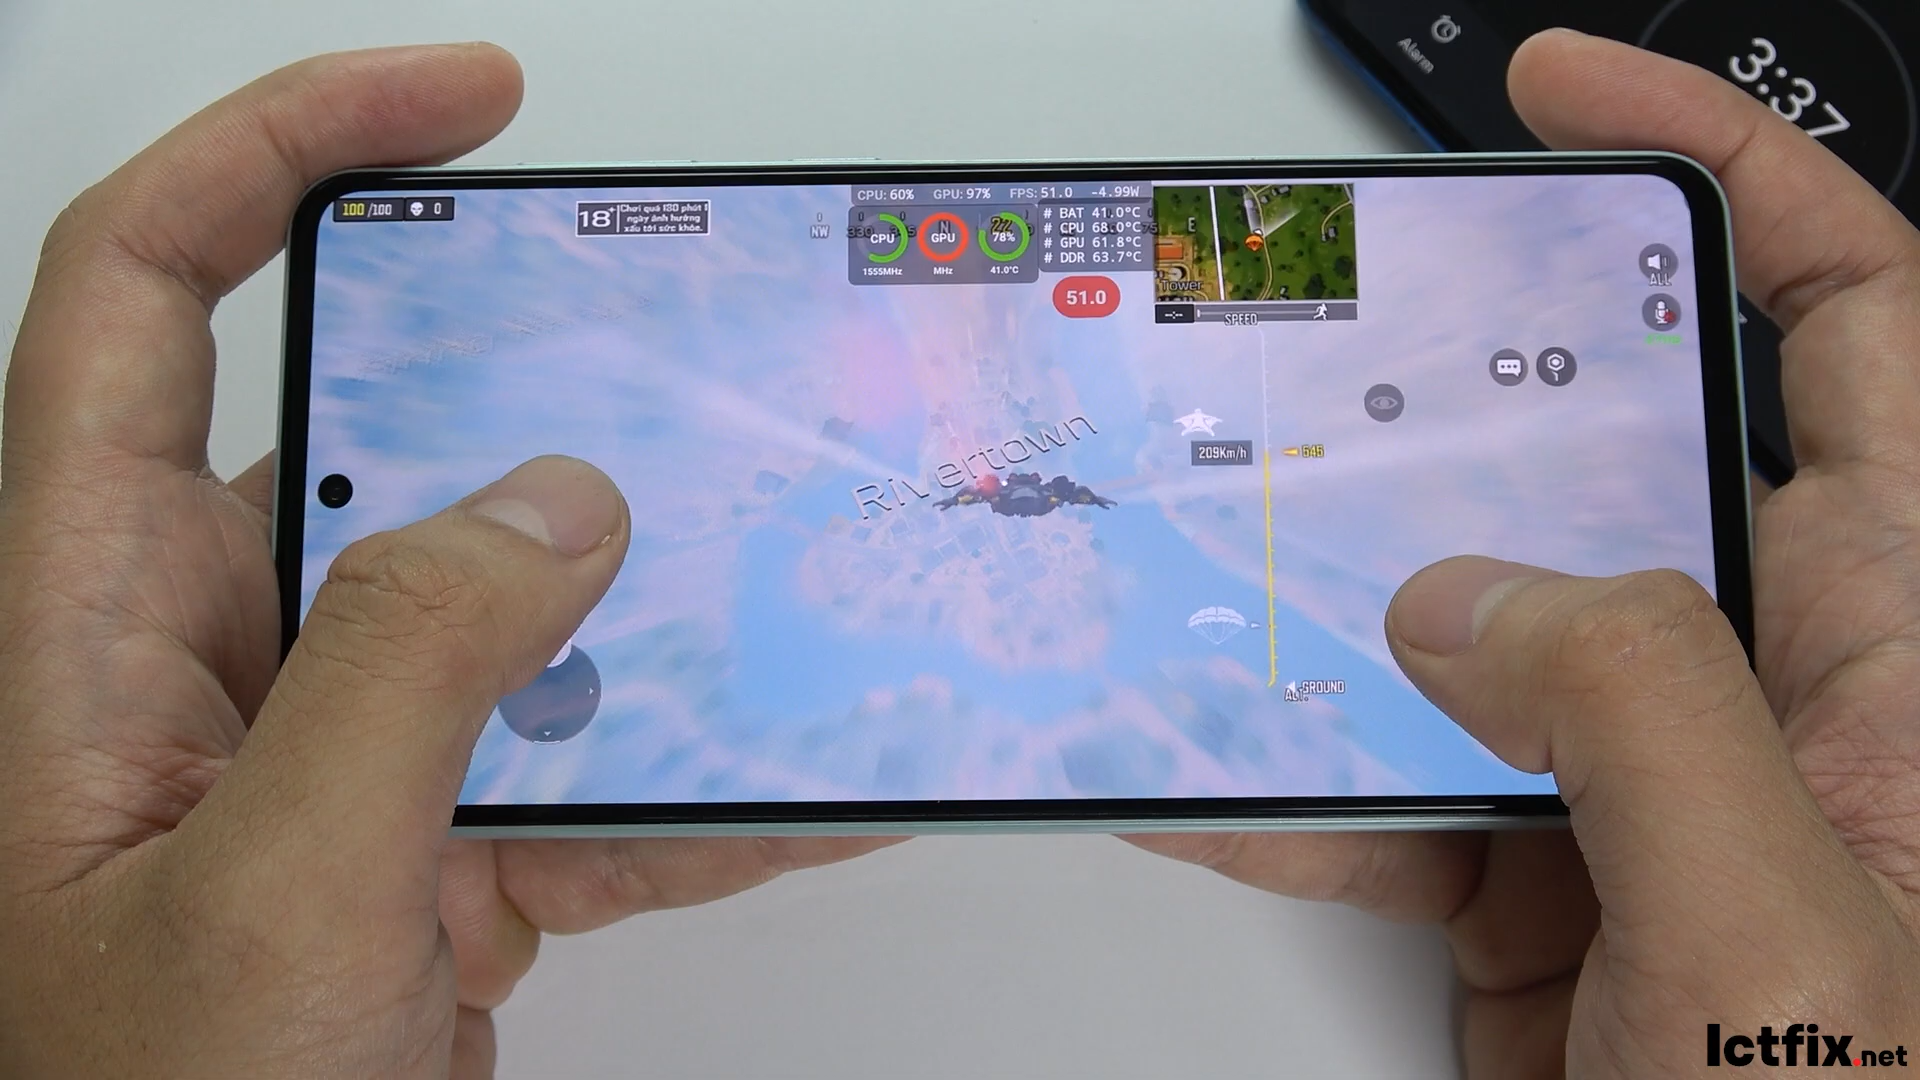 Alarm
3:37
CPU: 60% GPU: 97% FPS: 51.0 -4.99W
100/100 0
18+
Chơi quá 180 phút 1
ngày ảnh hưởng
xấu tới sức khỏe.
NW
N
E
CPU
GPU
78%
1555MHz
MHz
41.0°C
# BAT 41.0°C
# CPU 68.0°C
# GPU 61.8°C
# DDR 63.7°C
51.0
Tower
SPEED
ALL
Rivertown
209Km/h
545
GROUND
ALT.
Ictfix.net